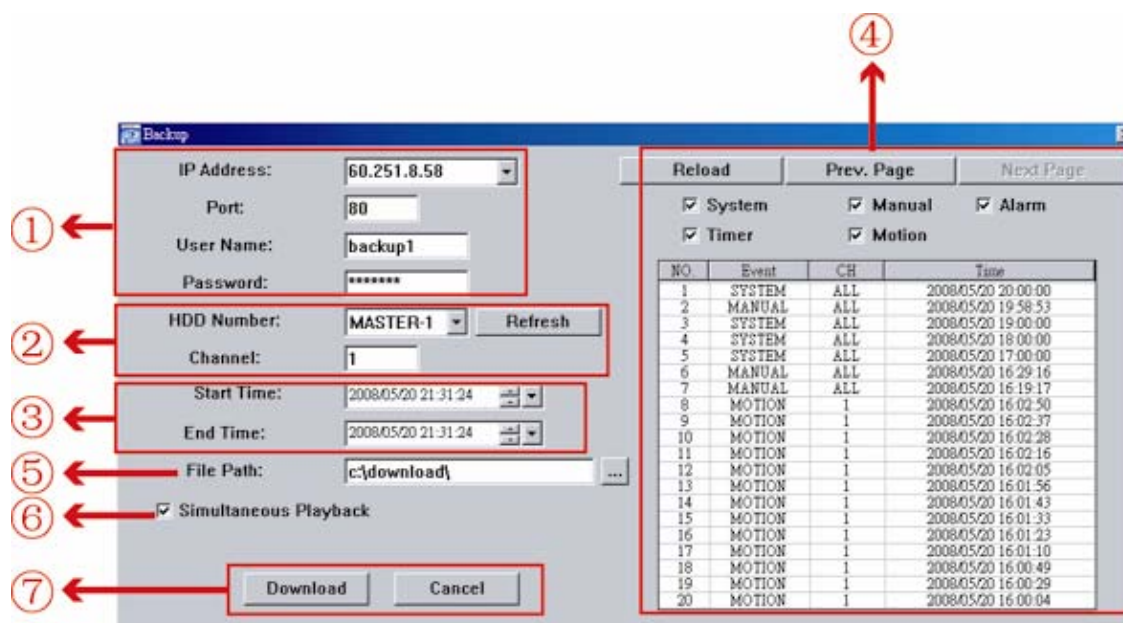 ④
Backup
IP Address: 60.251.8.58
Port: 80
User Name: backup1
Password: *******
①
HDD Number: MASTER-1 Refresh
Channel: 1
②
Start Time: 2008/05/20 21:31:24
End Time: 2008/05/20 21:31:24
③
⑤ File Path: c:\download\ ...
⑥ Simultaneous Playback
⑦ Download Cancel
Reload Prev. Page Next Page
System Manual Alarm
Timer Motion
NO. Event CH Time
1 SYSTEM ALL 2008/05/20 20:00:00
2 MANUAL ALL 2008/05/20 19:58:53
3 SYSTEM ALL 2008/05/20 19:00:00
4 SYSTEM ALL 2008/05/20 18:00:00
5 SYSTEM ALL 2008/05/20 17:00:00
6 MANUAL ALL 2008/05/20 16:29:16
7 MANUAL ALL 2008/05/20 16:19:17
8 MOTION 1 2008/05/20 16:02:50
9 MOTION 1 2008/05/20 16:02:37
10 MOTION 1 2008/05/20 16:02:28
11 MOTION 1 2008/05/20 16:02:16
12 MOTION 1 2008/05/20 16:02:05
13 MOTION 1 2008/05/20 16:01:56
14 MOTION 1 2008/05/20 16:01:43
15 MOTION 1 2008/05/20 16:01:33
16 MOTION 1 2008/05/20 16:01:23
17 MOTION 1 2008/05/20 16:01:10
18 MOTION 1 2008/05/20 16:00:49
19 MOTION 1 2008/05/20 16:00:29
20 MOTION 1 2008/05/20 16:00:04